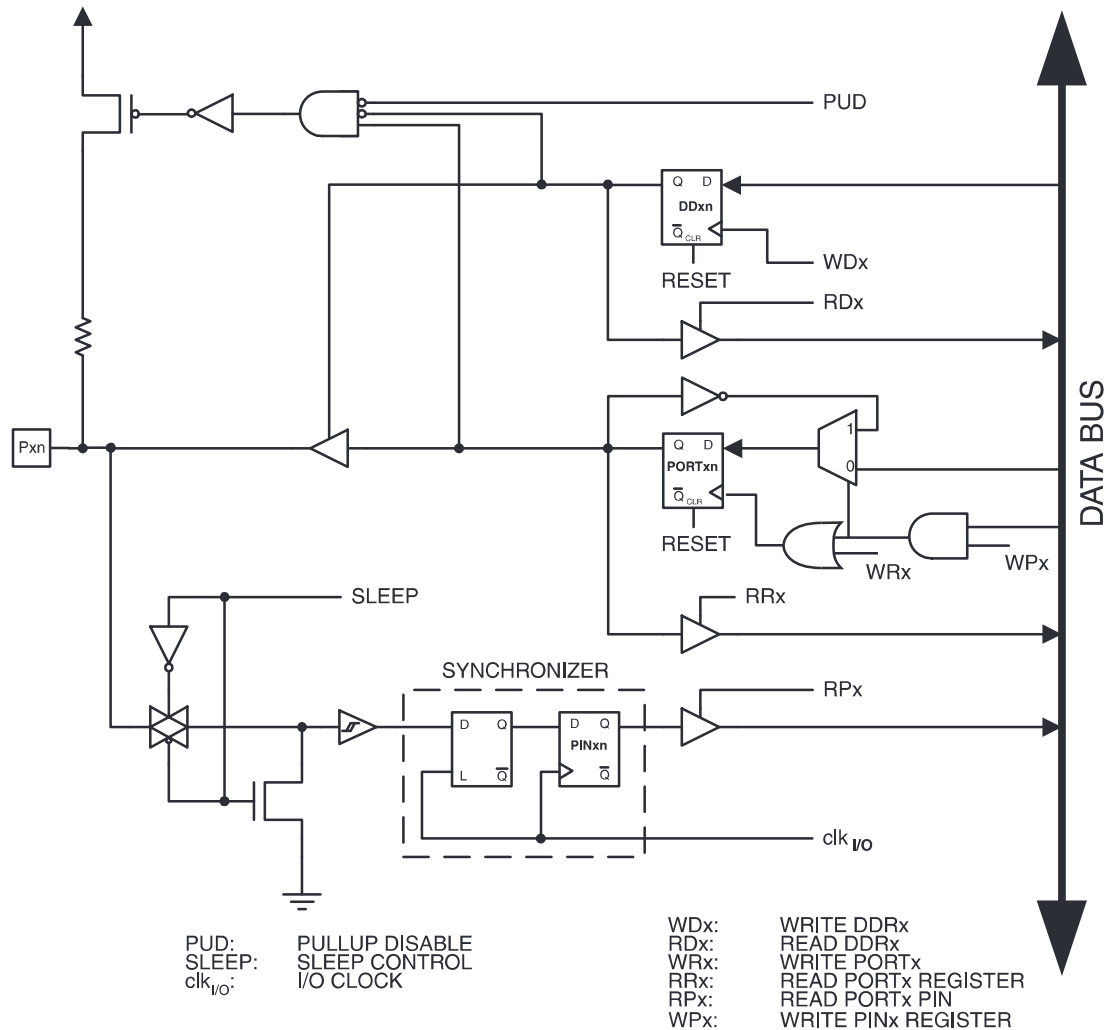 PUD
Q D
DDxn
Q CLR
WDx
RESET
RDx
Pxn
Q D
PORTxn
Q CLR
1
0
RESET
WRx
WPx
DATA BUS
SLEEP
RRx
SYNCHRONIZER
RPx
D Q
L Q
D Q
PINxn
Q
clk I/O
PUD: PULLUP DISABLE
SLEEP: SLEEP CONTROL
clkI/O: I/O CLOCK
WDx: WRITE DDRx
RDx: READ DDRx
WRx: WRITE PORTx
RRx: READ PORTx REGISTER
RPx: READ PORTx PIN
WPx: WRITE PINx REGISTER